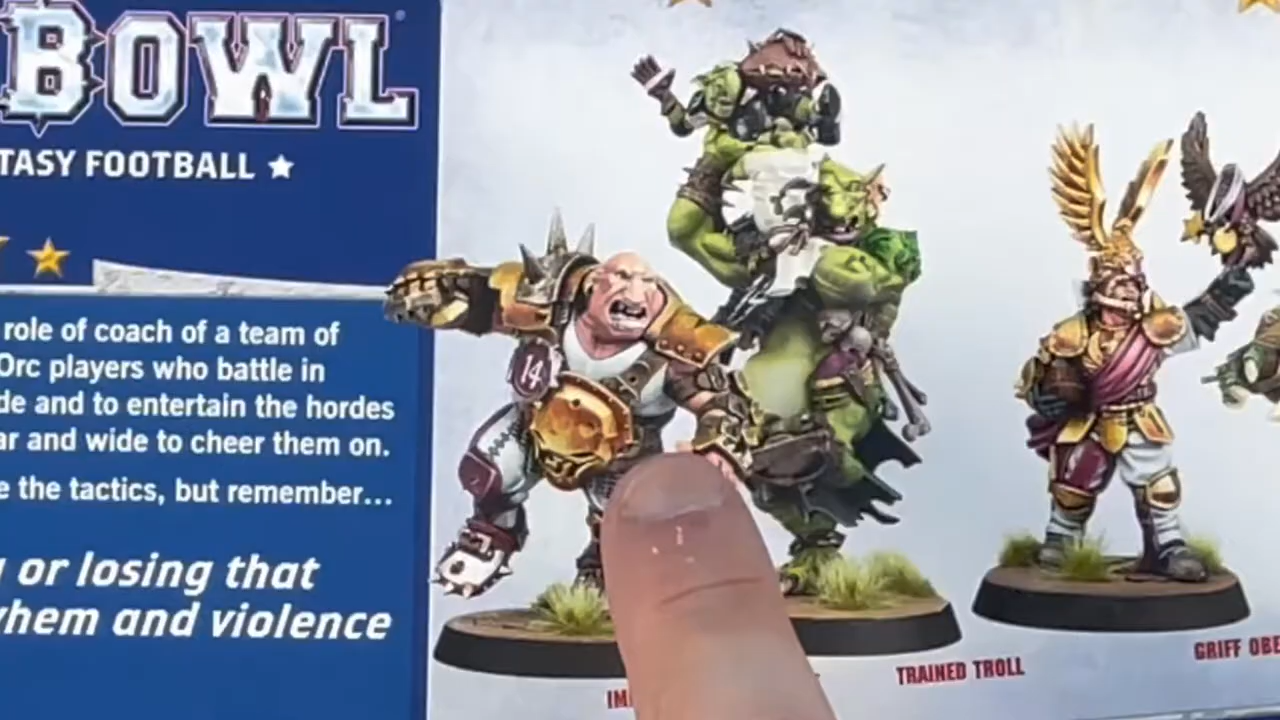 BOWL
TASY FOOTBALL
role of coach of a team of
Orc players who battle in
de and to entertain the hordes
ar and wide to cheer them on.
e the tactics, but remember...
or losing that
hem and violence
14
IM
TRAINED TROLL
GRIFF OBE